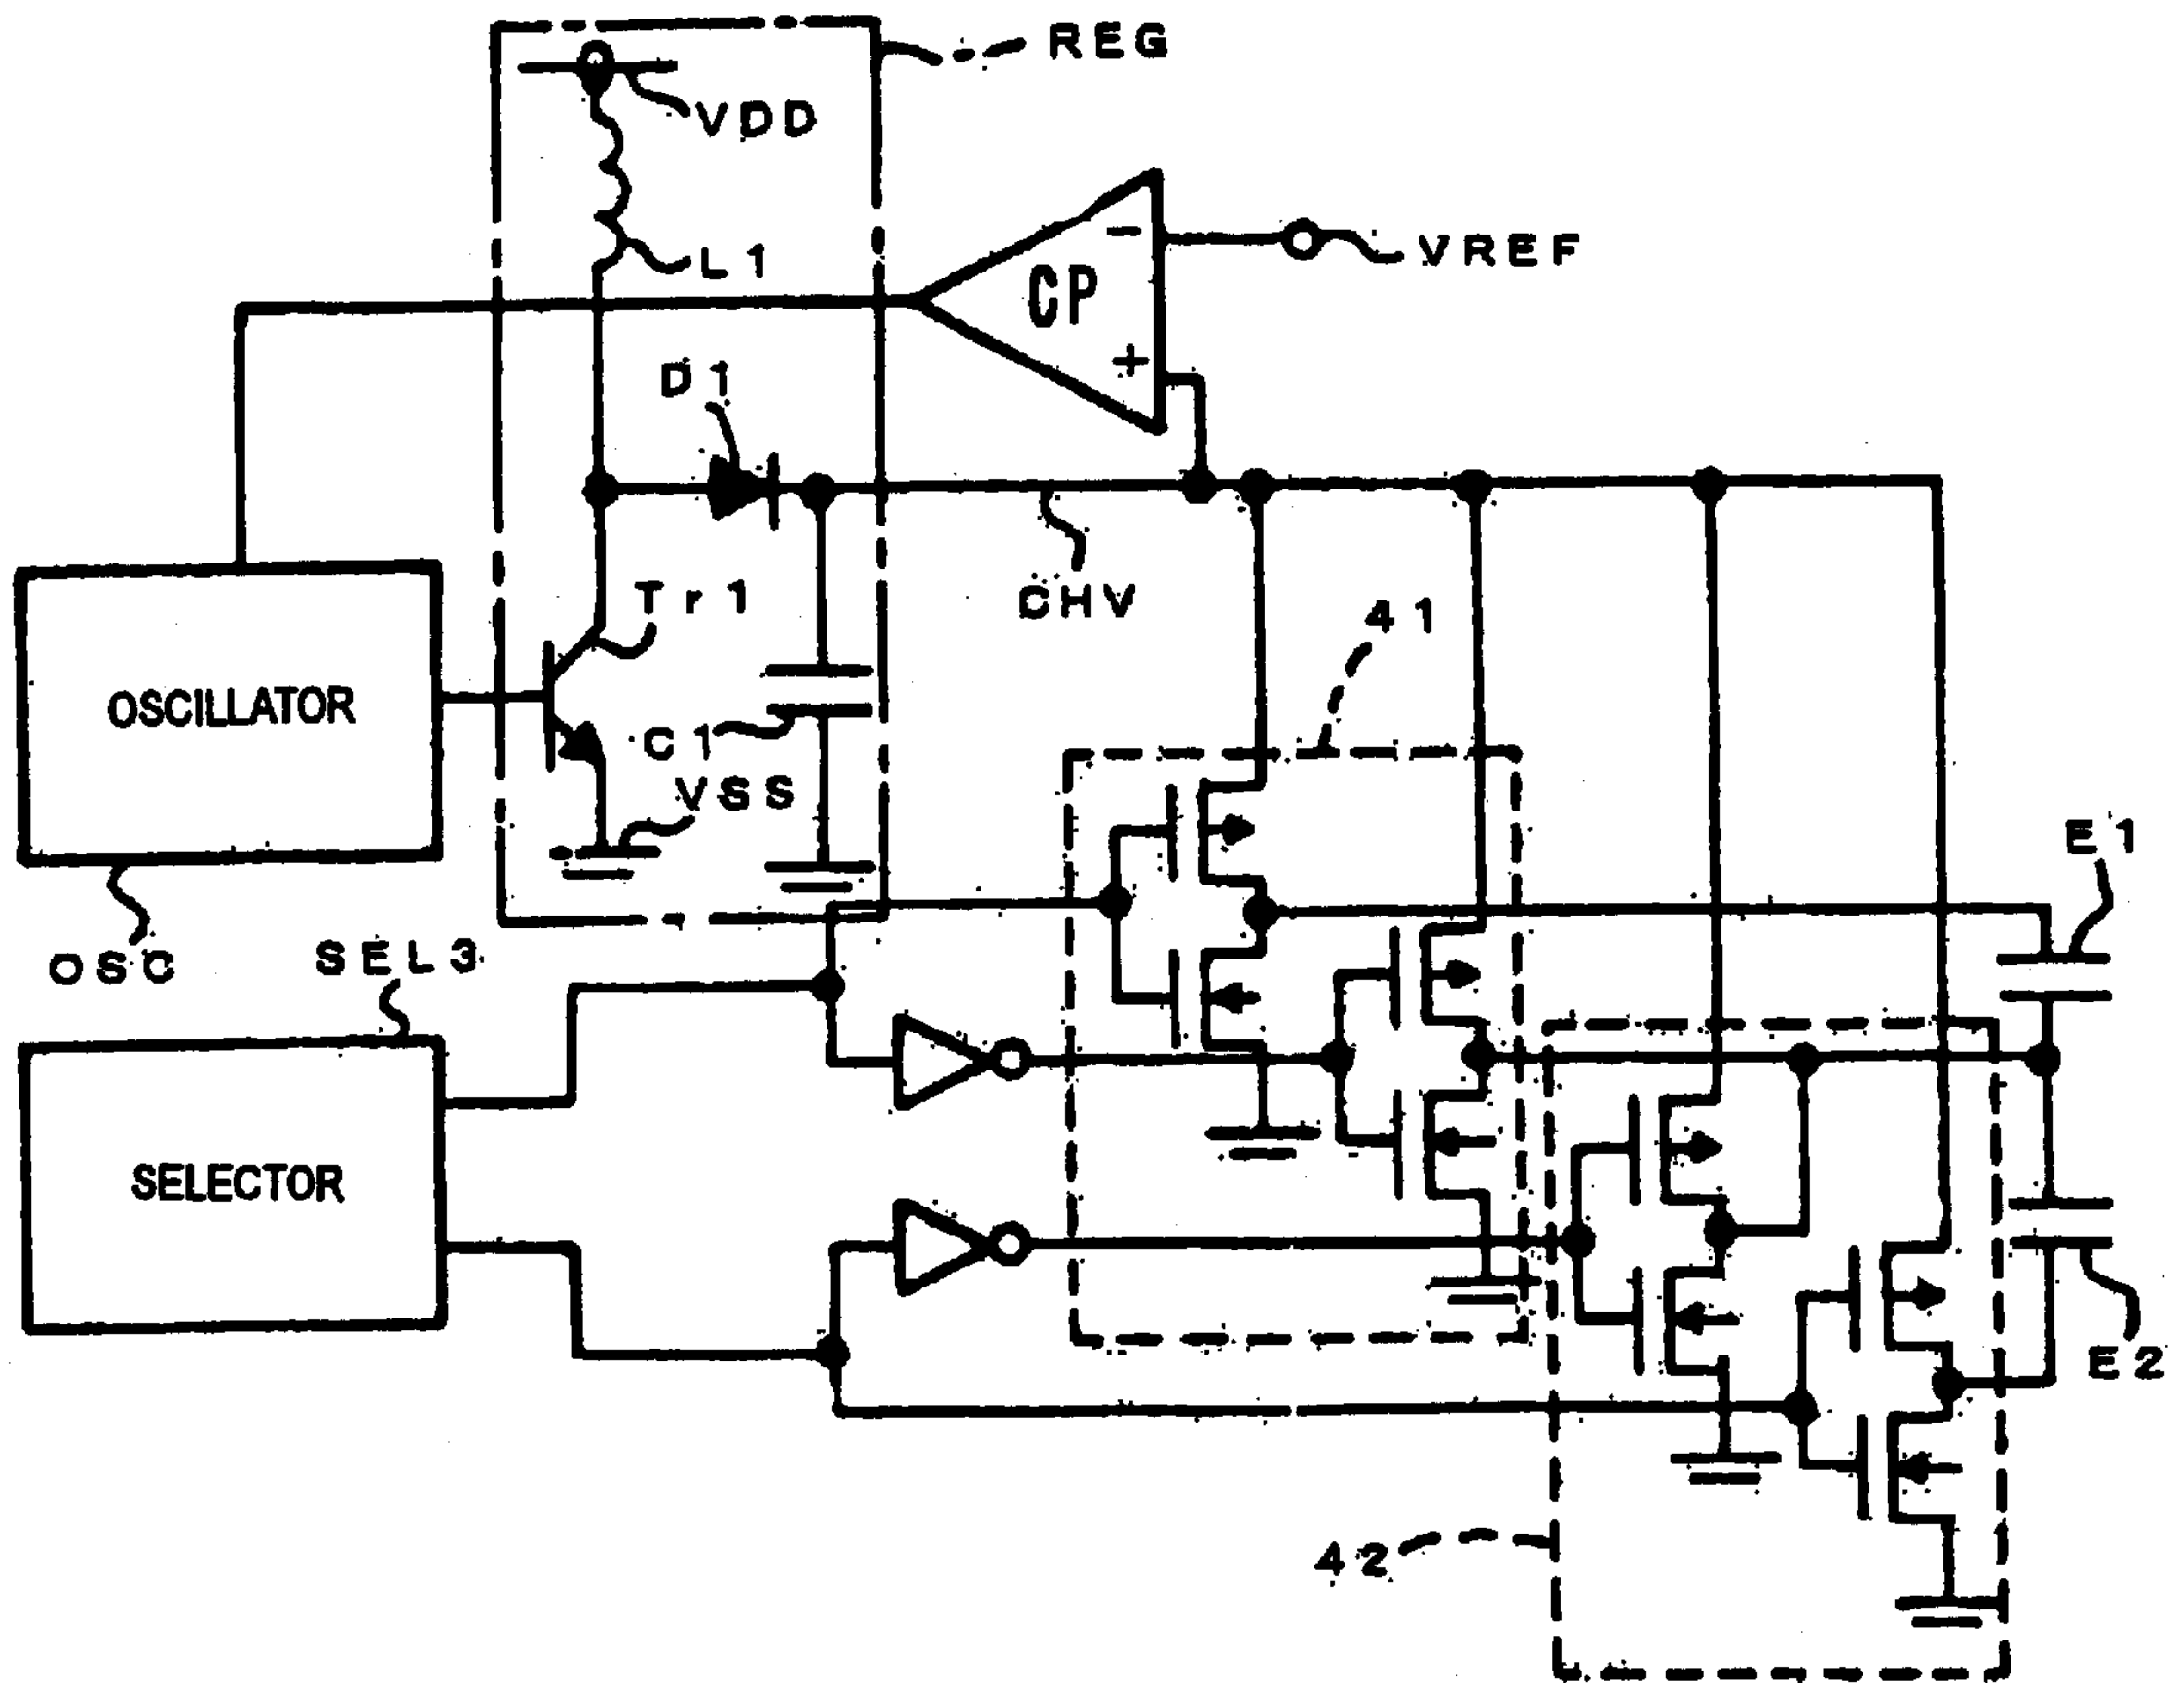 REG
VDD
L1
-
CP
+
VREF
D1
Tr1
CHV
41
OSCILLATOR
C1
VSS
E1
OSC
SEL3
SELECTOR
E2
42